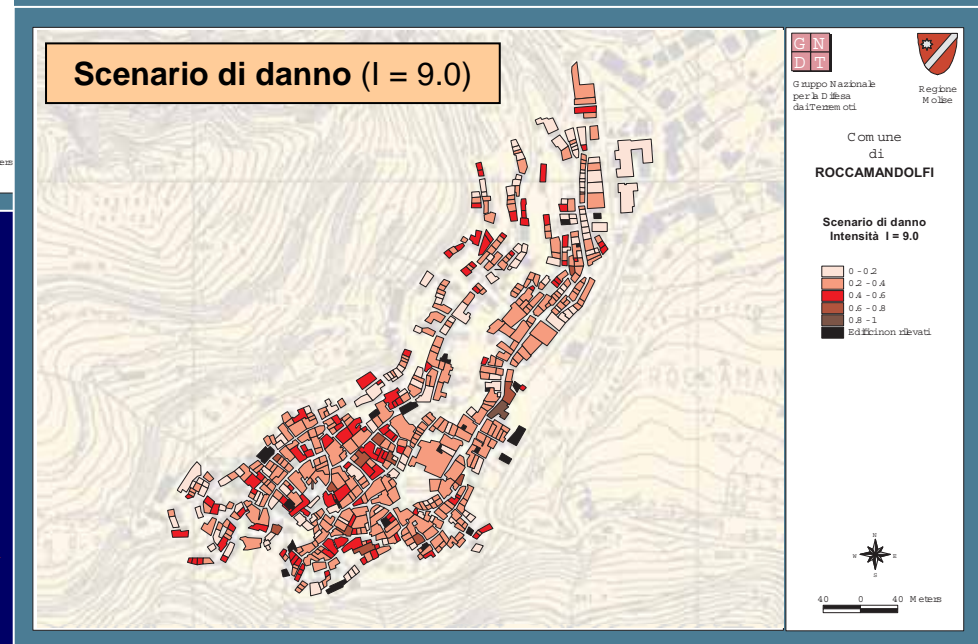 Scenario di danno (I = 9.0)
G N
D T
Gruppo Nazionale
per la Difesa
dai Terremoti
Regione
Molise
Comune
di
ROCCAMANDOLFI
Scenario di danno
Intensità I = 9.0
0 - 0.2
0.2 - 0.4
0.4 - 0.6
0.6 - 0.8
0.8 - 1
Edifici non rilevati
N
W E
S
40 0 40 Meters
ers